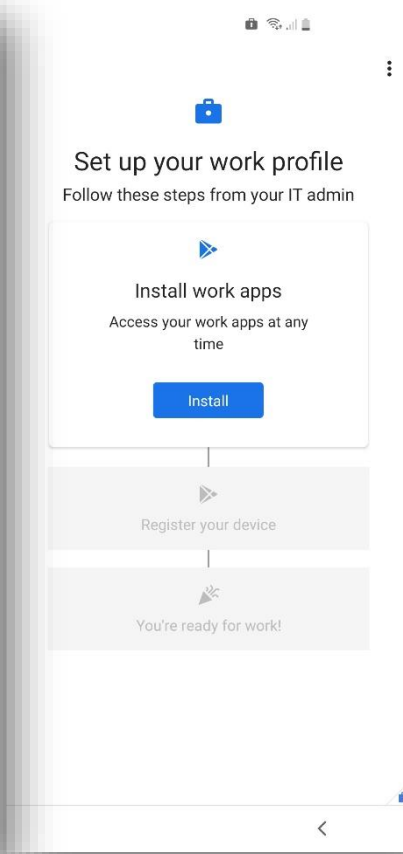 Set up your work profile
Follow these steps from your IT admin
Install work apps
Access your work apps at any
time
Install
Register your device
You're ready for work!